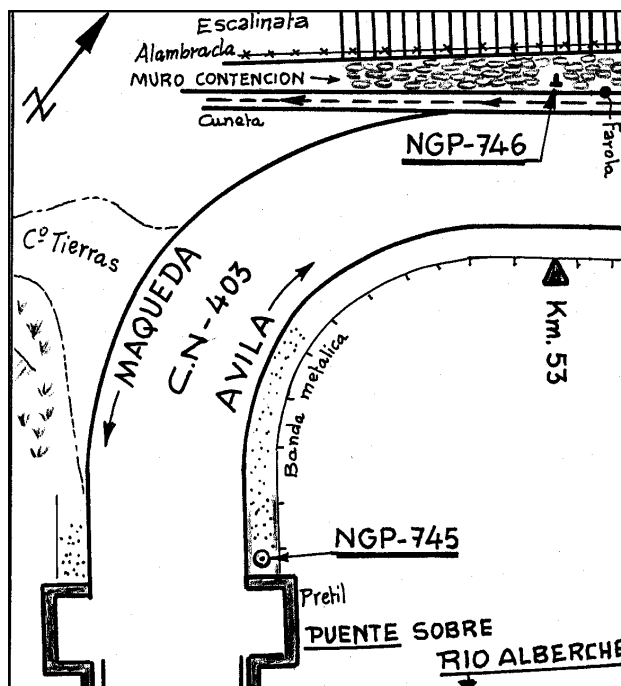 Escalinata
Alambrada
MURO CONTENCION
Cuneta
NGP-746
Farola
N
Cº Tierras
MAQUEDA
C.N-403
AVILA
Km. 53
Banda metalica
NGP-745
Pretil
PUENTE SOBRE
RIO ALBERCHE